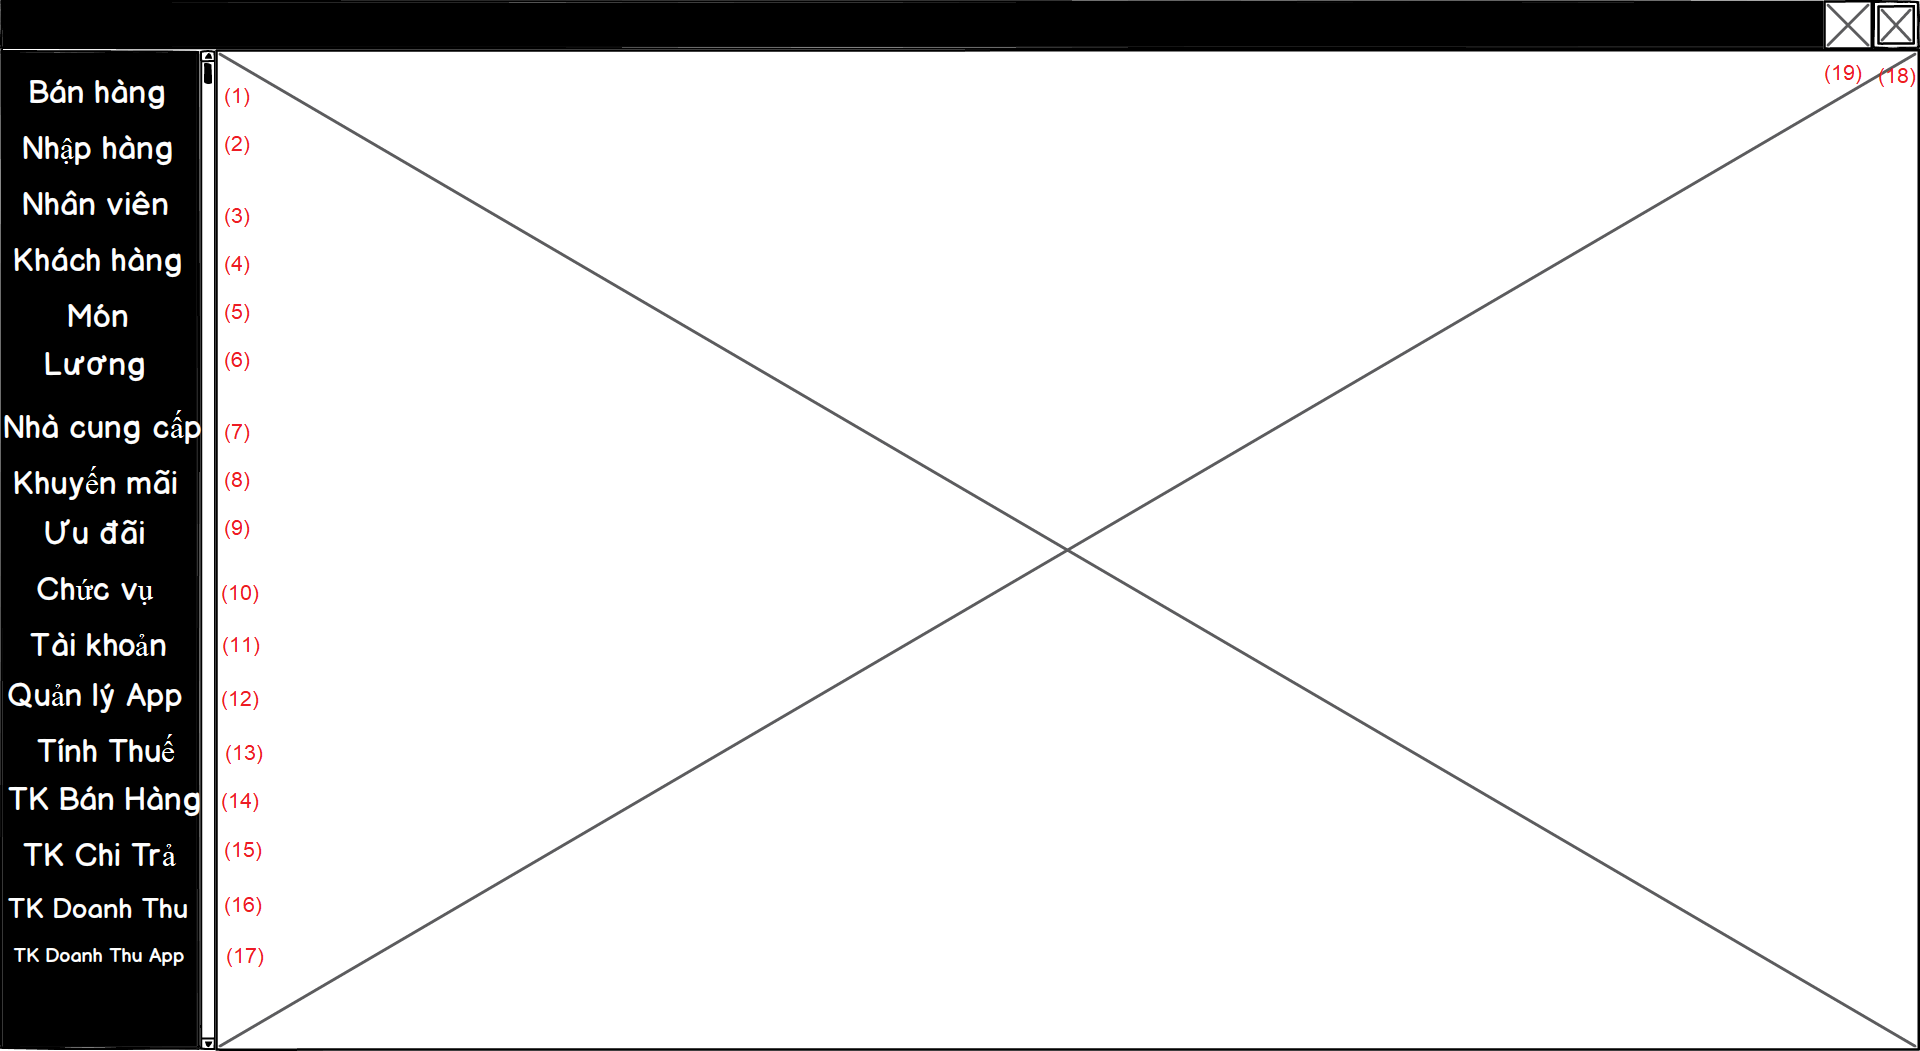 (19) (18)
Bán hàng (1)
Nhập hàng (2)
Nhân viên (3)
Khách hàng (4)
Món (5)
Lương (6)
Nhà cung cấp (7)
Khuyến mãi (8)
Ưu đãi (9)
Chức vụ (10)
Tài khoản (11)
Quản lý App (12)
Tính Thuế (13)
TK Bán Hàng (14)
TK Chi Trả (15)
TK Doanh Thu (16)
TK Doanh Thu App (17)